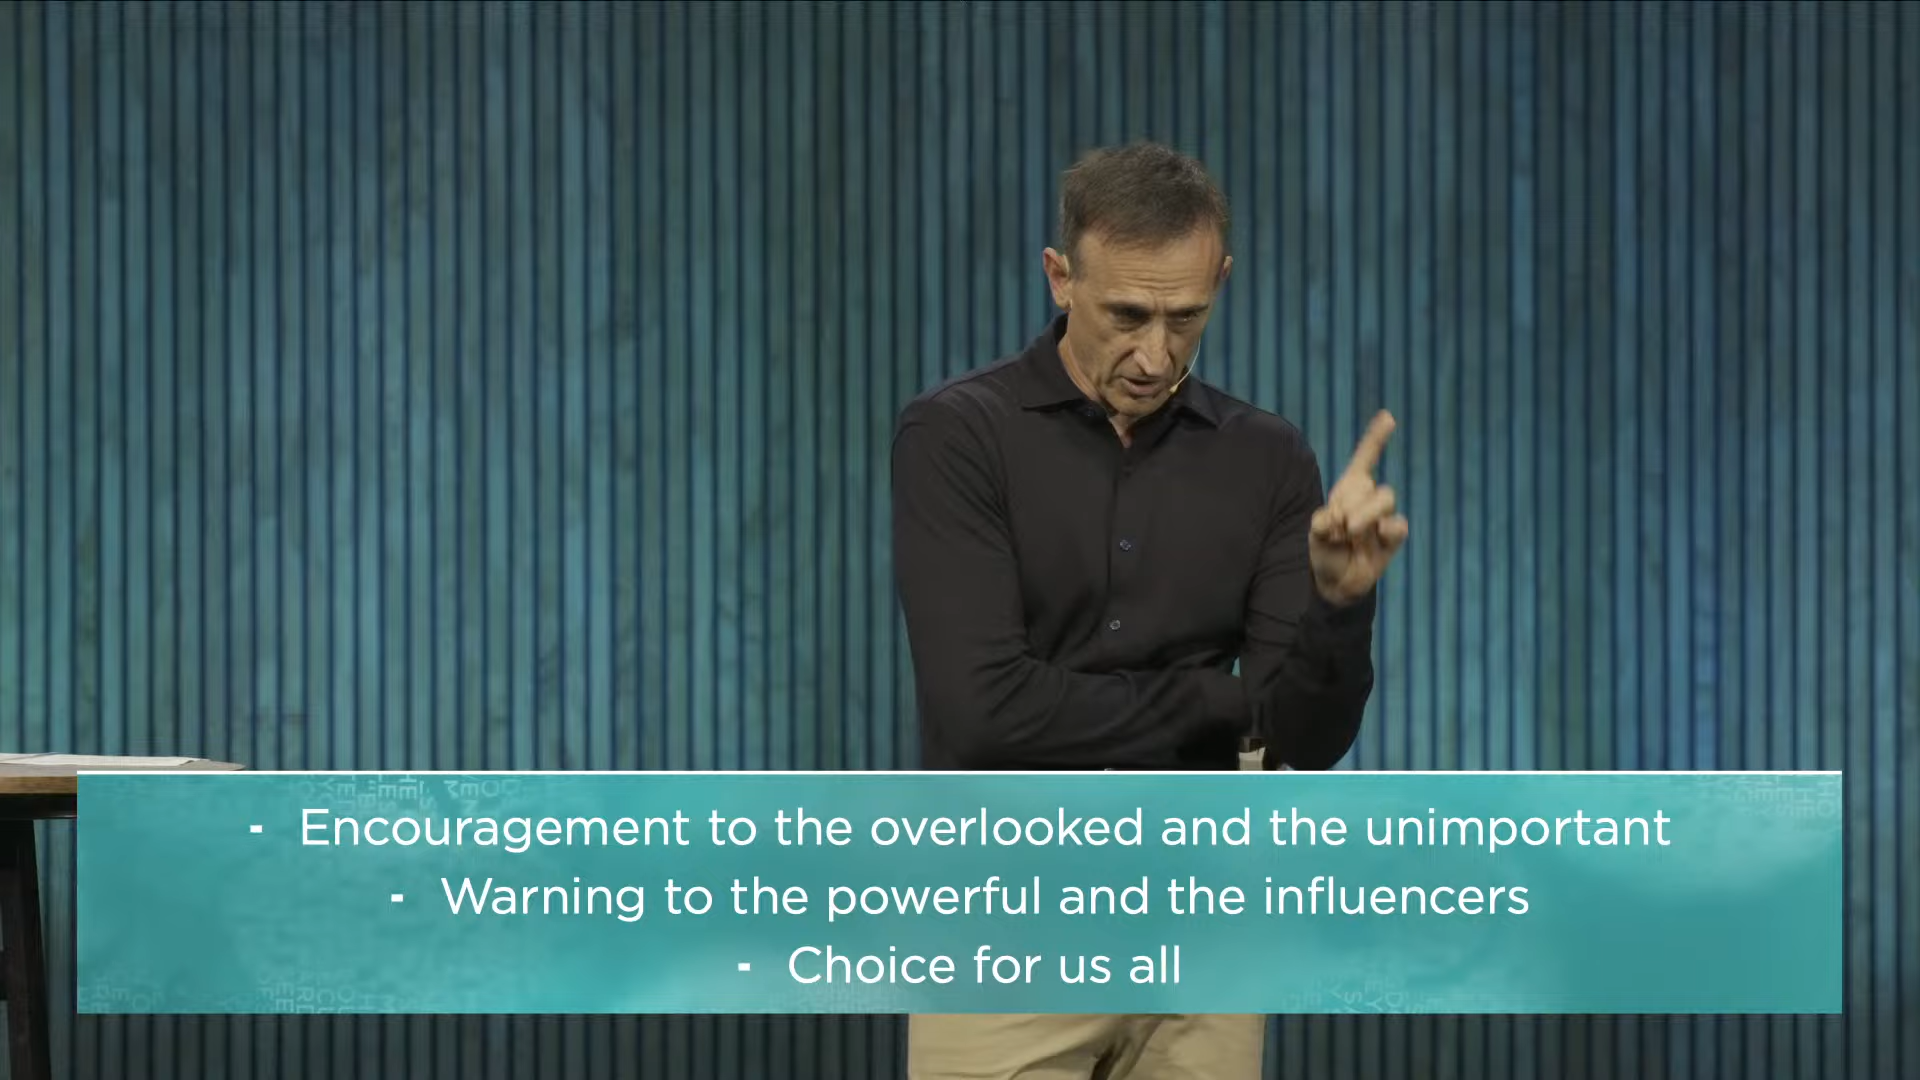 - Encouragement to the overlooked and the unimportant
- Warning to the powerful and the influencers
- Choice for us all